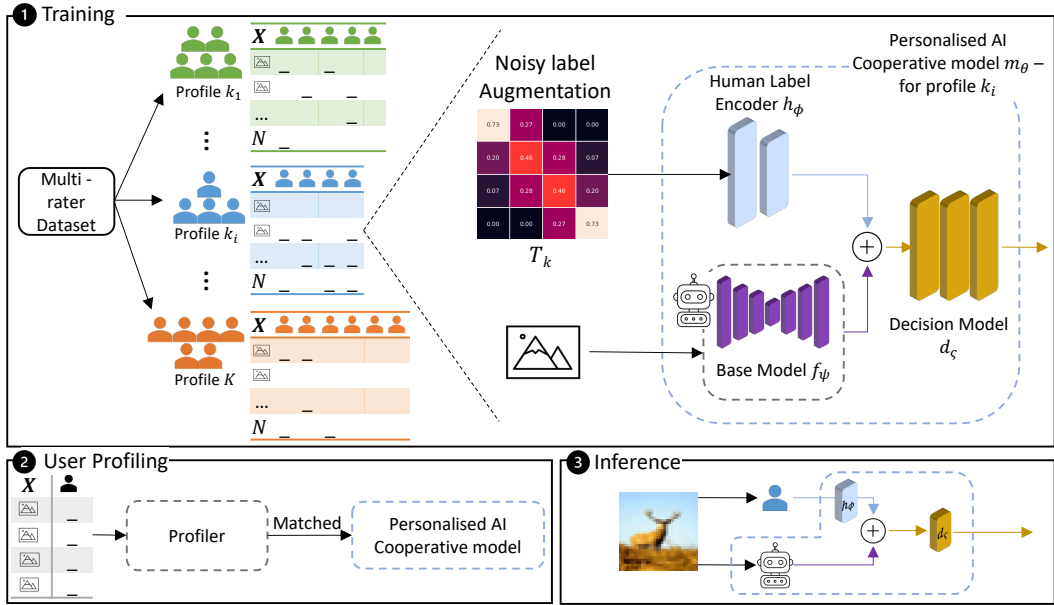 1 Training
X
Profile k₁
...
N
Multi -
rater
Dataset
X
Profile kᵢ
...
N
X
Profile K
...
N
Noisy label
Augmentation
0.73 0.27 0.00 0.00
0.20 0.46 0.28 0.07
0.07 0.28 0.46 0.20
0.00 0.00 0.27 0.73
Tₖ
Human Label
Encoder hϕ
Personalised AI
Cooperative model mθ –
for profile kᵢ
Base Model fψ
Decision Model
dς
2 User Profiling
X
Profiler
Matched
Personalised AI
Cooperative model
3 Inference
hϕ
dς